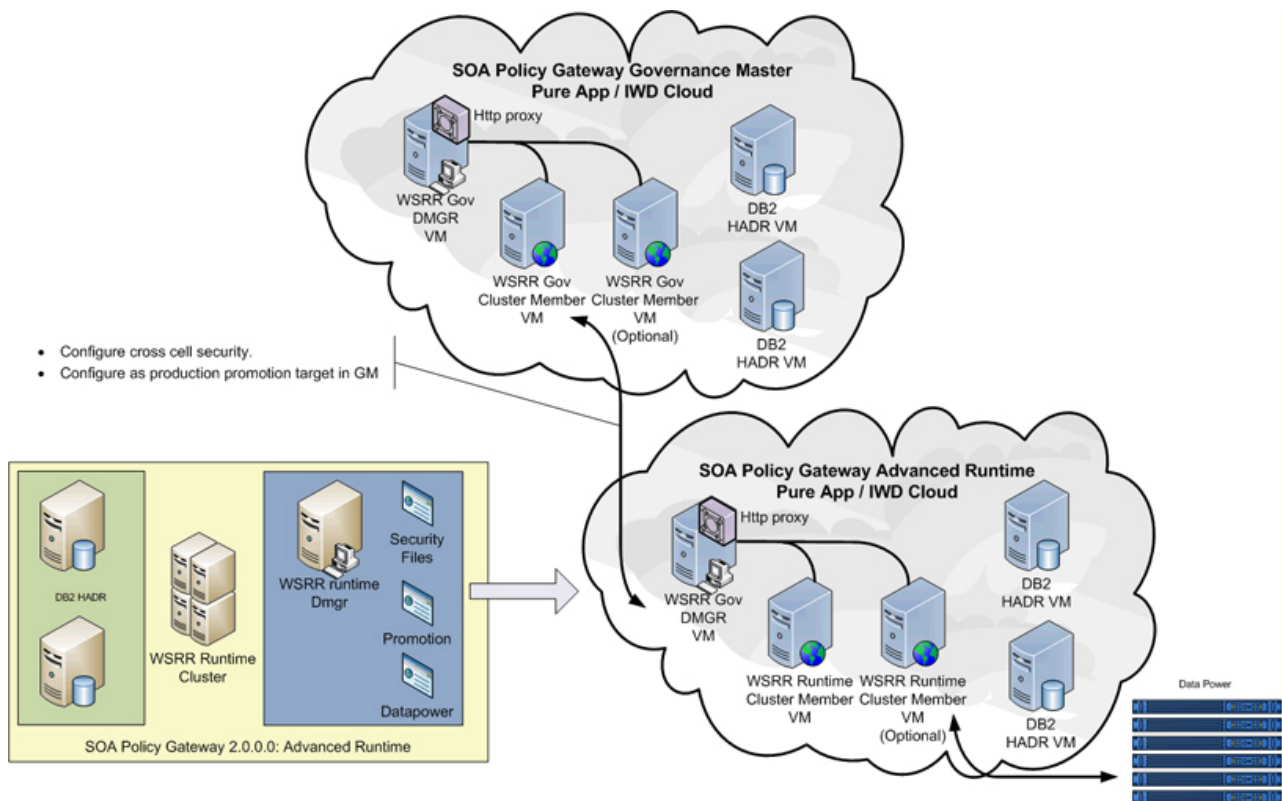 SOA Policy Gateway Governance Master
Pure App / IWD Cloud
Http proxy
WSRR Gov
DMGR
VM
WSRR Gov
Cluster Member
VM
WSRR Gov
Cluster Member
VM
(Optional)
DB2
HADR VM
DB2
HADR VM
• Configure cross cell security.
• Configure as production promotion target in GM
SOA Policy Gateway Advanced Runtime
Pure App / IWD Cloud
Http proxy
WSRR Gov
DMGR
VM
WSRR Runtime
Cluster Member
VM
WSRR Runtime
Cluster Member
VM
(Optional)
DB2
HADR VM
DB2
HADR VM
Data Power
DB2 HADR
WSRR Runtime
Cluster
WSRR runtime
Dmgr
Security
Files
Promotion
Datapower
SOA Policy Gateway 2.0.0.0: Advanced Runtime